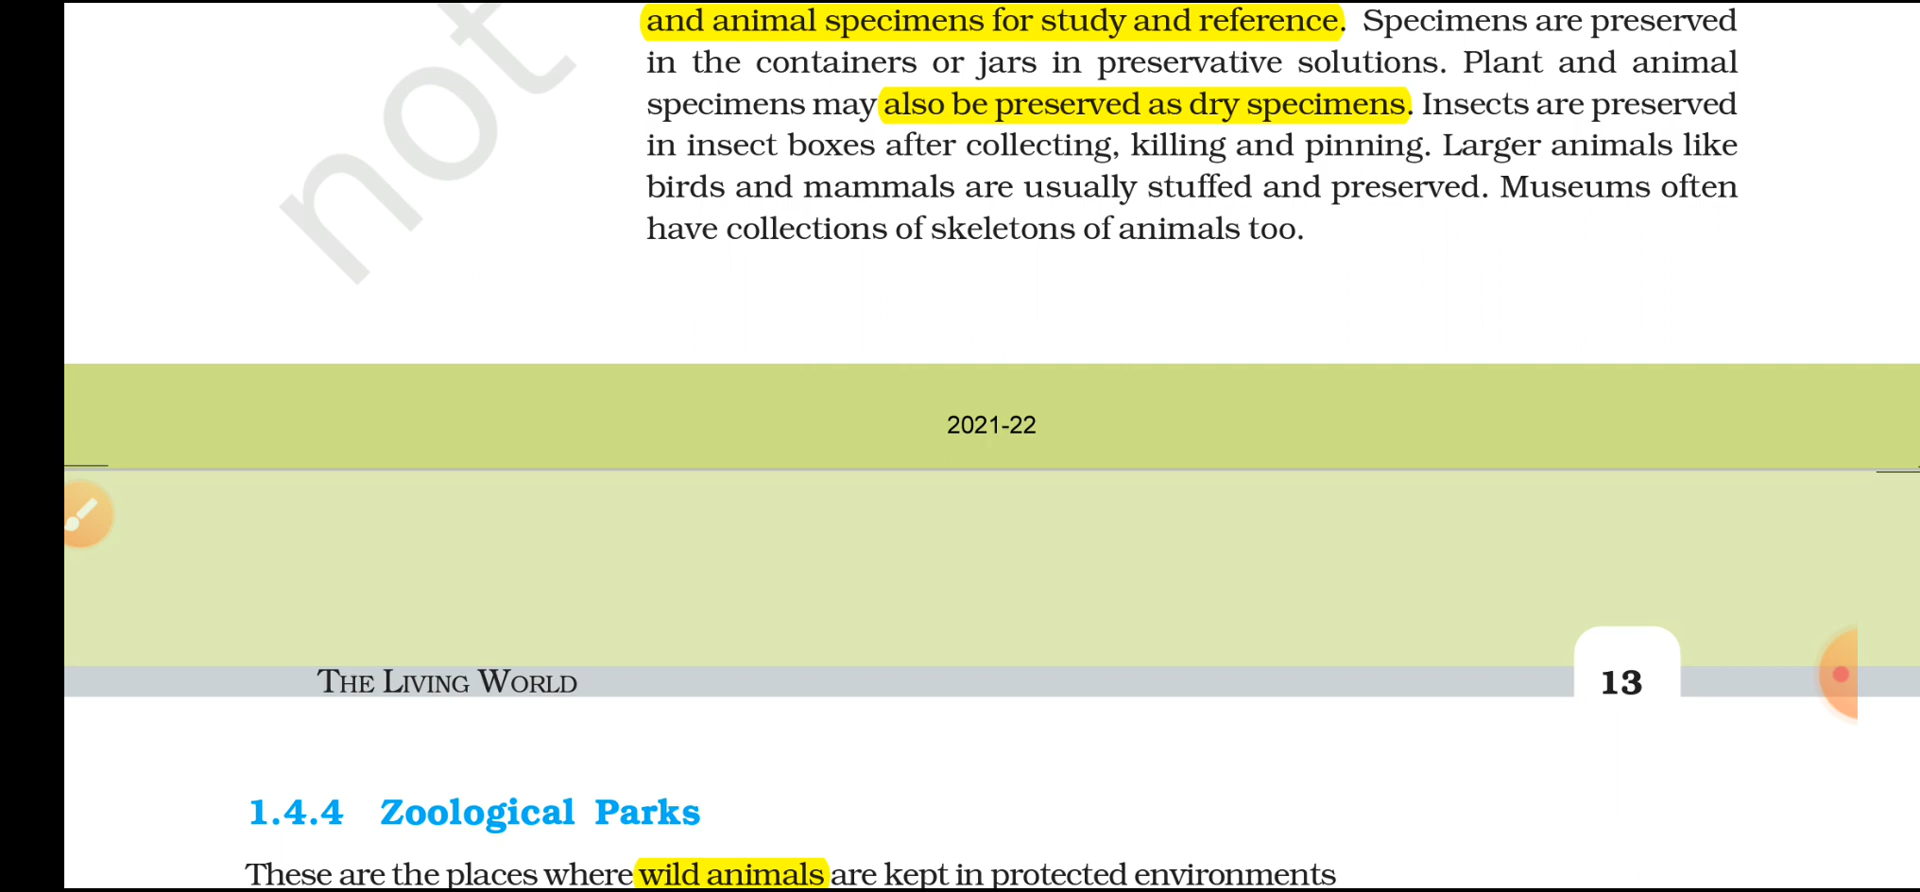 and animal specimens for study and reference. Specimens are preserved
in the containers or jars in preservative solutions. Plant and animal
specimens may also be preserved as dry specimens. Insects are preserved
in insect boxes after collecting, killing and pinning. Larger animals like
birds and mammals are usually stuffed and preserved. Museums often
have collections of skeletons of animals too.
not
2021-22
THE LIVING WORLD
13
1.4.4 Zoological Parks
These are the places where wild animals are kept in protected environments